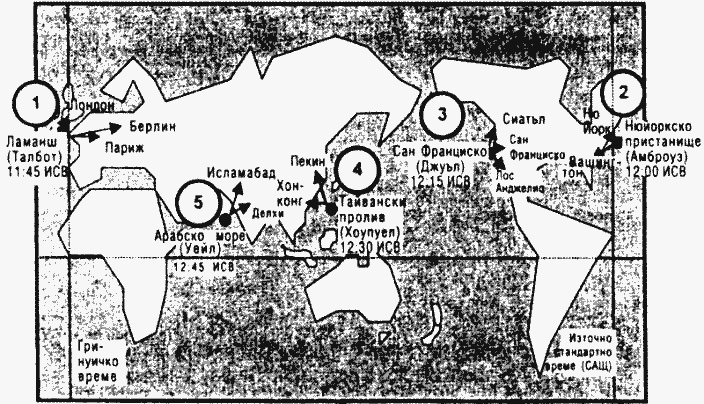 1
Лондон
Ламанш
(Талбот)
11:45 ИСВ
Берлин
Париж
Исламабад
5
Делхи
Арабско море
(Уейл)
12:45 ИСВ
Пекин
4
Хон-
конг
Тайвански
пролив
(Хоупуел)
12.30 ИСВ
3
Сиатъл
Сан Франциско
(Джуъл)
12:15 ИСВ
Сан
Франциско
Лос
Анджелис
2
Ню
Йорк
Нюйоркско
пристанище
(Амброуз)
12:00 ИСВ
Вашинг-
тон
Гри-
нуичко
време
Източно
стандартно
време (САЩ)